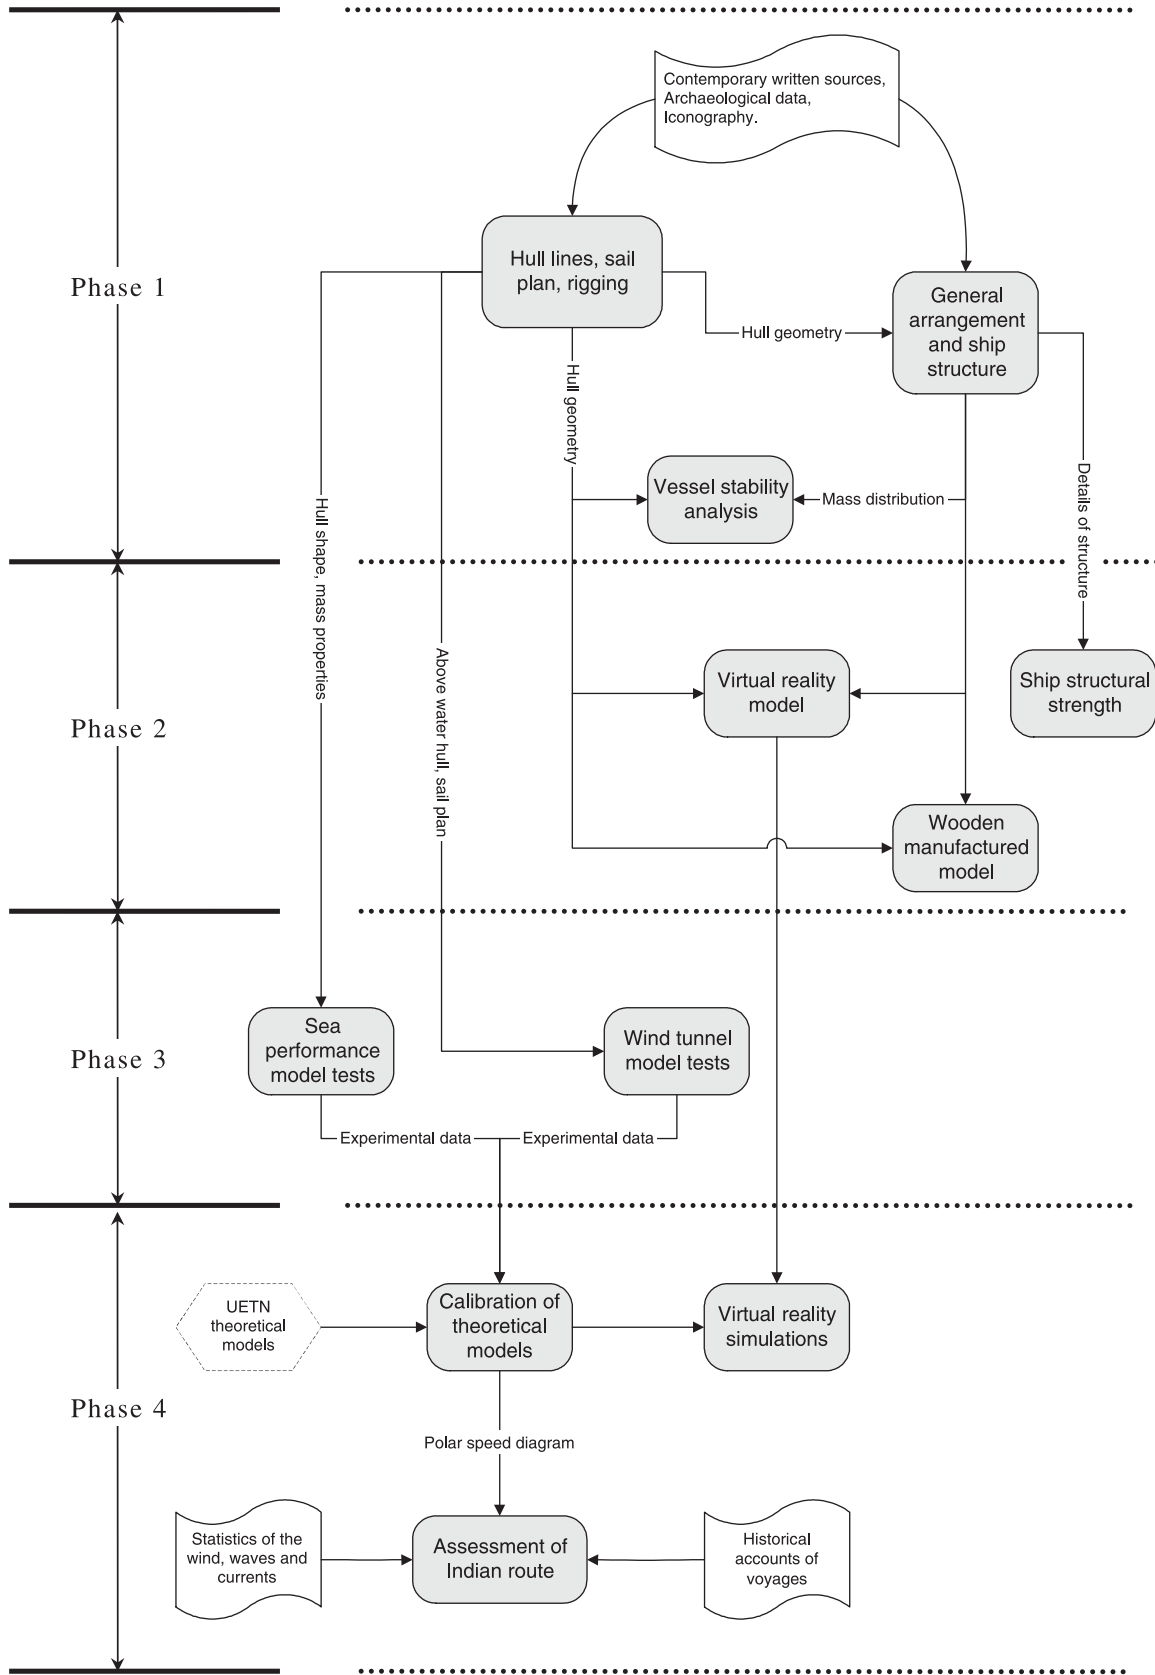 Contemporary written sources,
Archaeological data,
Iconography.
Hull lines, sail
plan, rigging
Phase 1
General
arrangement
and ship
structure
Hull geometry
Hull geometry
Vessel stability
analysis
Mass distribution
Details of structure
Hull shape, mass properties
Above water hull, sail plan
Virtual reality
model
Ship structural
strength
Phase 2
Wooden
manufactured
model
Sea
performance
model tests
Wind tunnel
model tests
Phase 3
Experimental data
Experimental data
UETN
theoretical
models
Calibration of
theoretical
models
Virtual reality
simulations
Phase 4
Polar speed diagram
Statistics of the
wind, waves and
currents
Assessment of
Indian route
Historical
accounts of
voyages